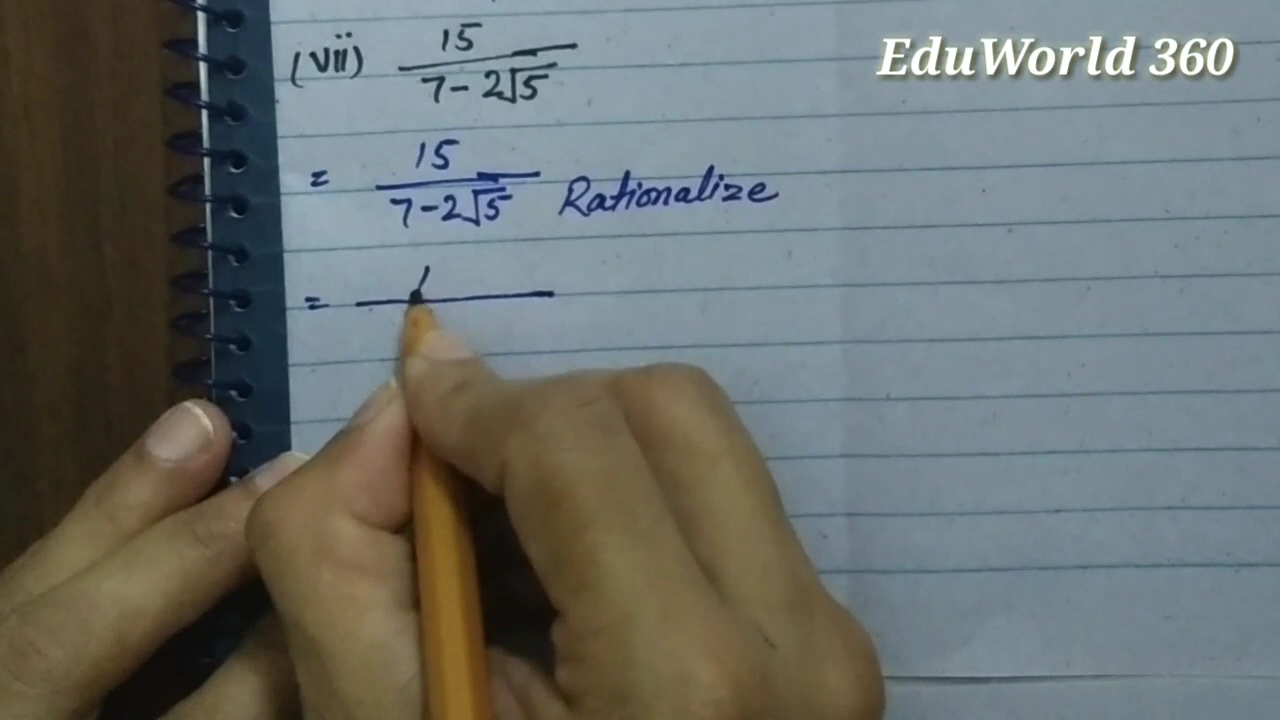 EduWorld 360
(vii) 15 / 7-2√5
= 15 / 7-2√5 Rationalize
=